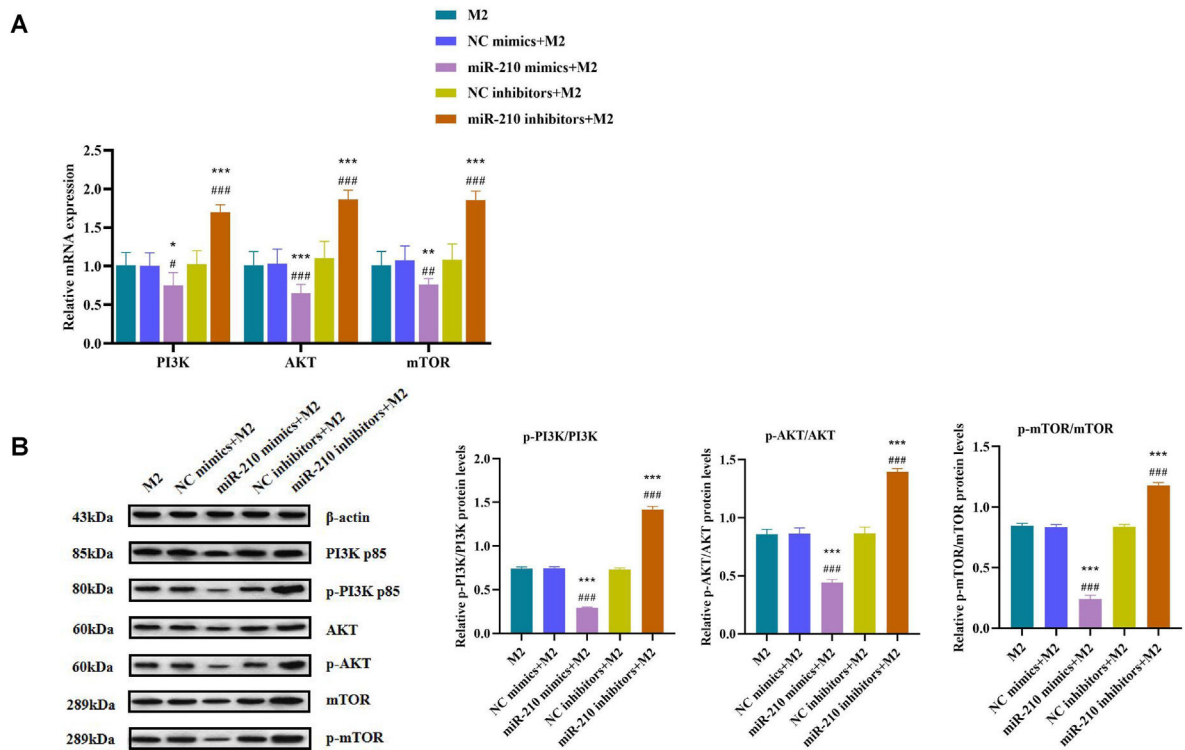 A
M2
NC mimics+M2
miR-210 mimics+M2
NC inhibitors+M2
miR-210 inhibitors+M2
Relative mRNA expression
2.5
2.0
1.5
1.0
0.5
0.0
* # *** ### *** ### *** ### ** ## *** ###
PI3K AKT mTOR
B
M2 NC mimics+M2 miR-210 mimics+M2 NC inhibitors+M2 miR-210 inhibitors+M2
43kDa β-actin
85kDa PI3K p85
80kDa p-PI3K p85
60kDa AKT
60kDa p-AKT
289kDa mTOR
289kDa p-mTOR
p-PI3K/PI3K
Relative p-PI3K/PI3K protein levels
2.0
1.5
1.0
0.5
0.0
*** ***
### ###
M2 NC mimics+M2 miR-210 mimics+M2 NC inhibitors+M2 miR-210 inhibitors+M2
p-AKT/AKT
Relative p-AKT/AKT protein levels
1.5
1.0
0.5
0.0
*** ***
### ###
M2 NC mimics+M2 miR-210 mimics+M2 NC inhibitors+M2 miR-210 inhibitors+M2
p-mTOR/mTOR
Relative p-mTOR/mTOR protein levels
1.5
1.0
0.5
0.0
*** ***
### ###
M2 NC mimics+M2 miR-210 mimics+M2 NC inhibitors+M2 miR-210 inhibitors+M2